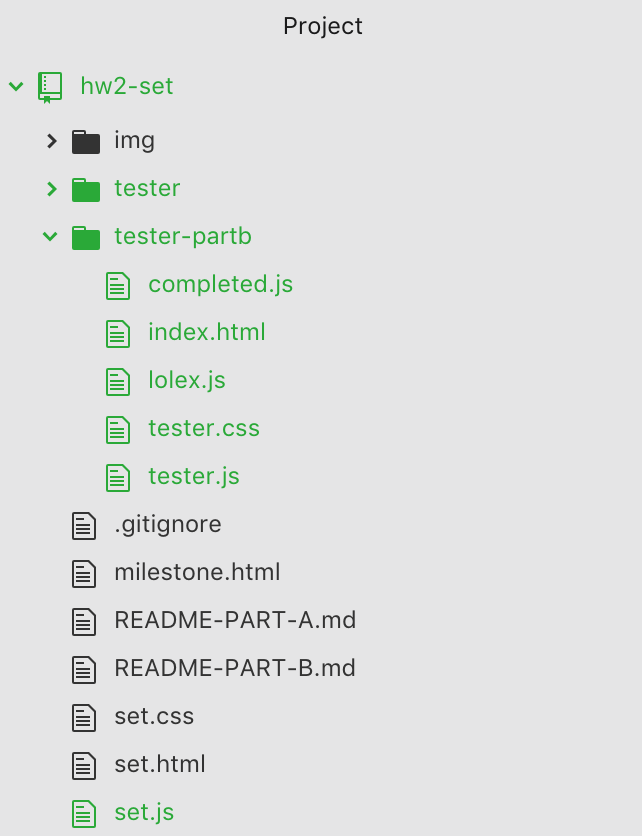 Project
hw2-set
img
tester
tester-partb
completed.js
index.html
lolex.js
tester.css
tester.js
.gitignore
milestone.html
README-PART-A.md
README-PART-B.md
set.css
set.html
set.js